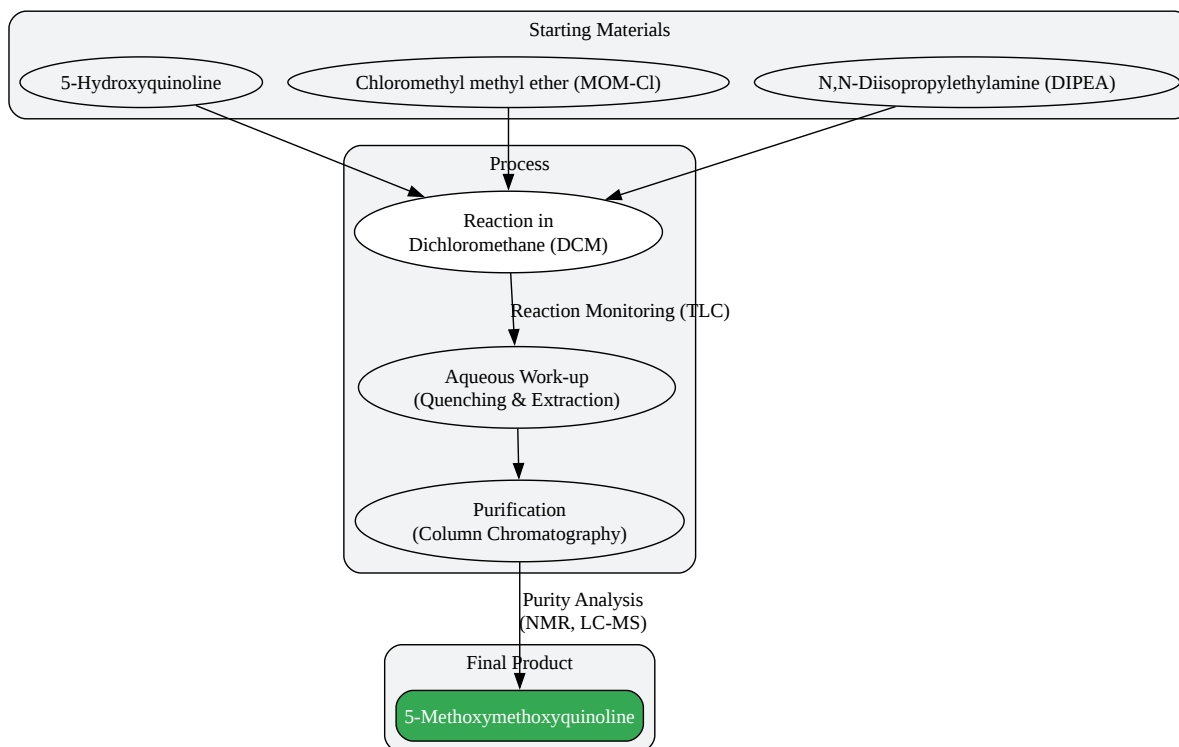 Starting Materials
5-Hydroxyquinoline
Chloromethyl methyl ether (MOM-Cl)
N,N-Diisopropylethylamine (DIPEA)
Process
Reaction in
Dichloromethane (DCM)
Reaction Monitoring (TLC)
Aqueous Work-up
(Quenching & Extraction)
Purification
(Column Chromatography)
Purity Analysis
(NMR, LC-MS)
Final Product
5-Methoxymethoxyquinoline